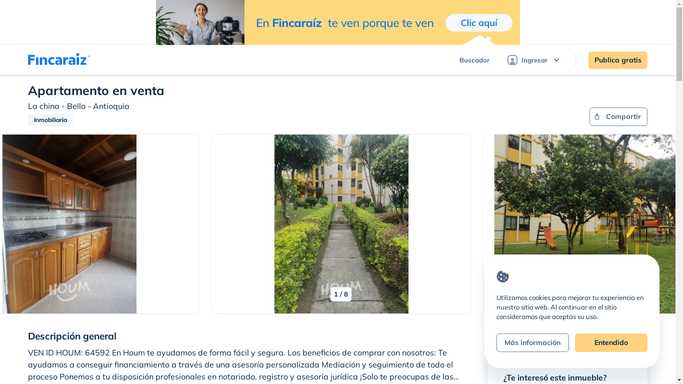 En Fincaraíz te ven porque te ven
Clic aquí
Fincaraíz
Buscador
Ingresar
Publica gratis
Apartamento en venta
La china - Bello - Antioquia
Inmobiliaria
Compartir
HOUM
HOUM
1 / 8
Utilizamos cookies para mejorar tu experiencia en
nuestro sitio web. Al continuar en el sitio
consideramos que aceptas su uso.
Más información
Entendido
Descripción general
VEN ID HOUM: 64592 En Houm te ayudamos de forma fácil y segura. Los beneficios de comprar con nosotros: Te
ayudamos a conseguir financiamiento a través de una asesoría personalizada Mediación y seguimiento de todo el
proceso Ponemos a tu disposición profesionales en notariado, registro y asesoría jurídica ¡Solo te preocupas de las...
¿Te interesó este inmueble?